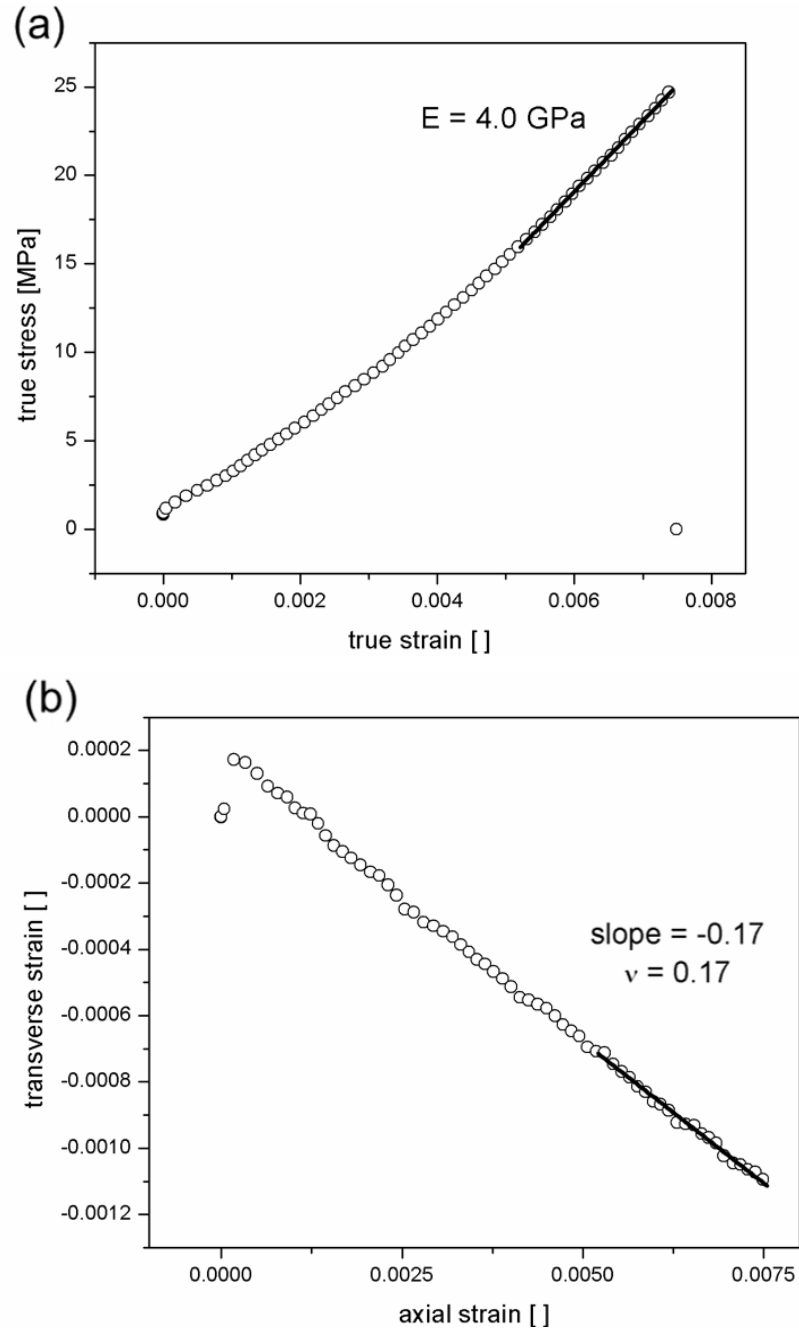 (a)
25
20
15
10
5
0
E = 4.0 GPa
true stress [MPa]
0.000 0.002 0.004 0.006 0.008
true strain [ ]
(b)
0.0002
0.0000
-0.0002
-0.0004
-0.0006
-0.0008
-0.0010
-0.0012
slope = -0.17
ν = 0.17
transverse strain [ ]
0.0000 0.0025 0.0050 0.0075
axial strain [ ]